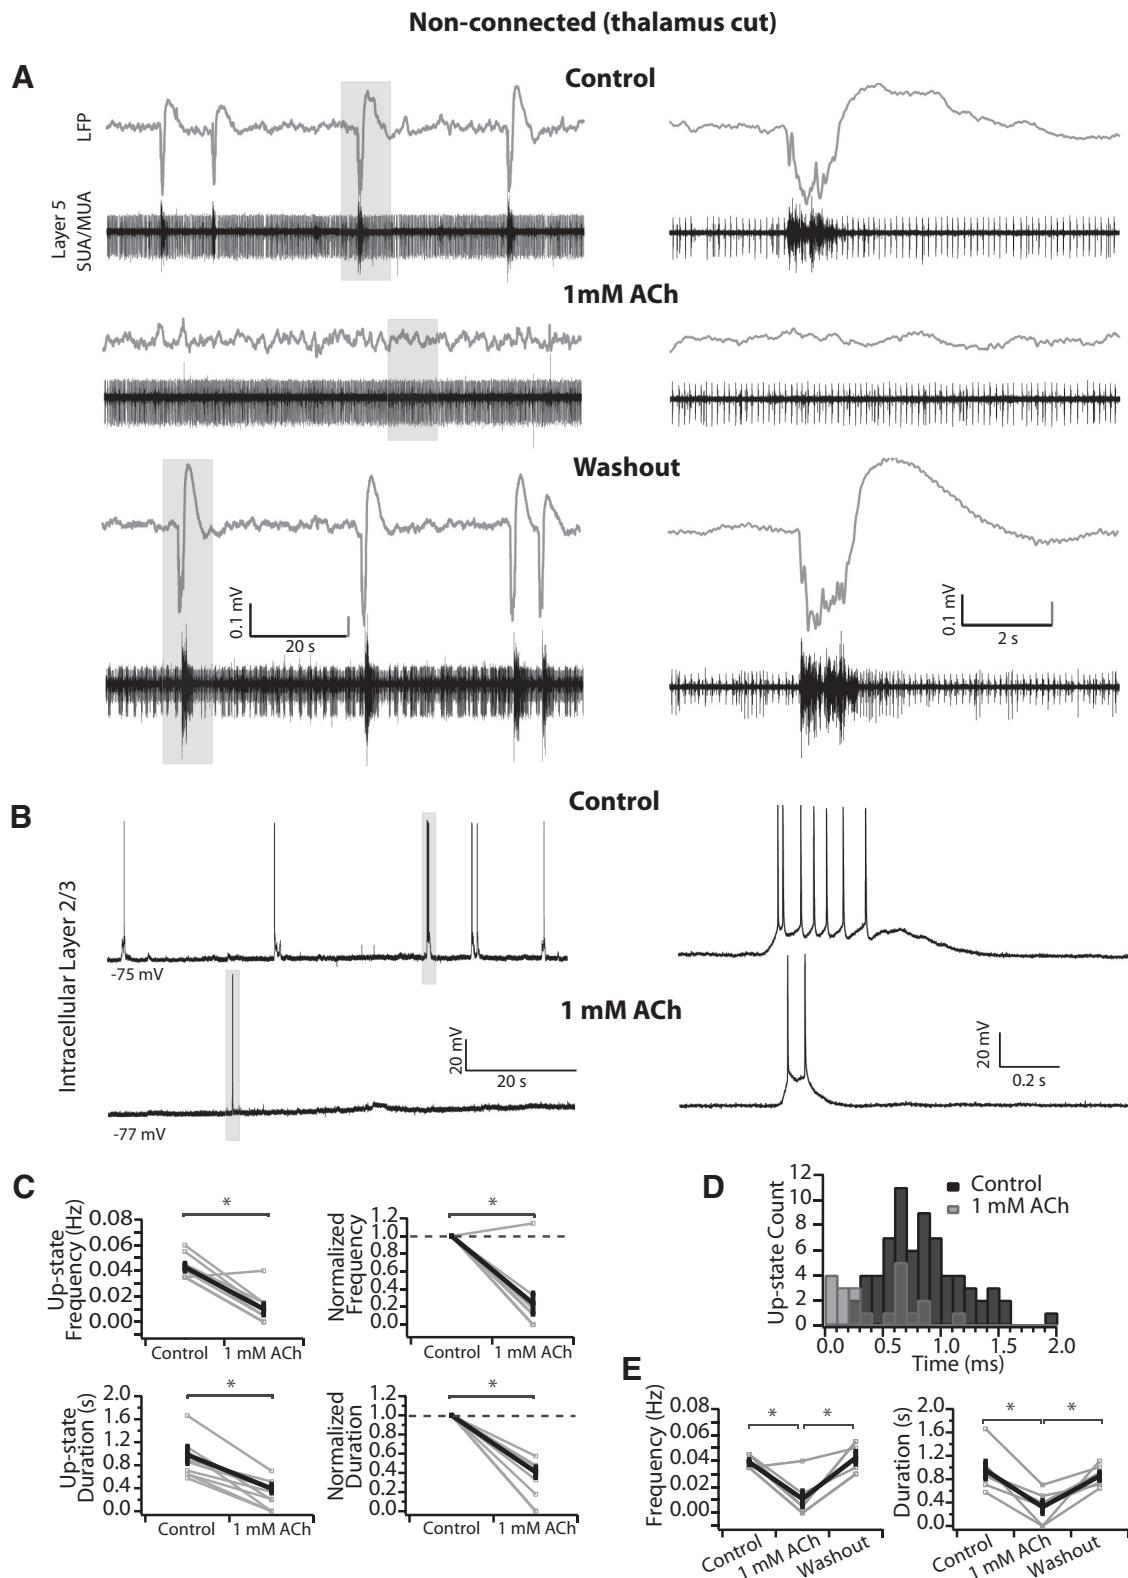 Non-connected (thalamus cut)
A
Control
LFP
Layer 5
SUA/MUA
1mM ACh
Washout
0.1 mV
20 s
0.1 mV
2 s
B
Control
Intracellular Layer 2/3
-75 mV
1 mM ACh
20 mV
20 s
20 mV
0.2 s
-77 mV
C
*
Up-state
Frequency (Hz)
0.08
0.06
0.04
0.02
0.00
Control
1 mM ACh
*
Normalized
Frequency
1.2
1.0
0.8
0.6
0.4
0.2
0.0
Control
1 mM ACh
*
Up-state
Duration (s)
2.0
1.6
1.2
0.8
0.4
0.0
Control
1 mM ACh
*
Normalized
Duration
1.2
1.0
0.8
0.6
0.4
0.2
0.0
Control
1 mM ACh
D
Up-state Count
12
10
8
6
4
2
0
Control
1 mM ACh
0.0
0.5
1.0
1.5
2.0
Time (ms)
E
Frequency (Hz)
0.08
0.06
0.04
0.02
0.00
*
*
Control
1 mM ACh
Washout
Duration (s)
2.0
1.6
1.2
0.8
0.4
0.0
*
*
Control
1 mM ACh
Washout